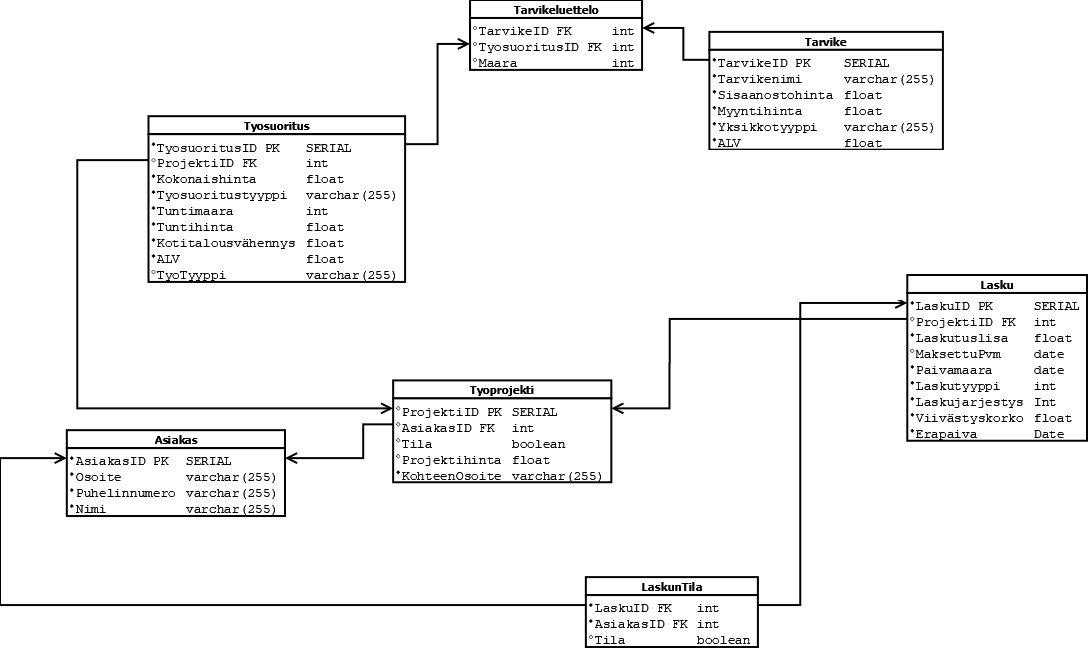 Tarvikeluettelo
TarvikeID FK int
TyosuoritusID FK int
Maara int
Tarvike
TarvikeID PK SERIAL
Tarvikenimi varchar(255)
Sisaanostohinta float
Myyntihinta float
Yksikkotyyppi varchar(255)
ALV float
Tyosuoritus
TyosuoritusID PK SERIAL
ProjektiID FK int
Kokonaishinta float
Tyosuoritustyyppi varchar(255)
Tuntimaara int
Tuntihinta float
Kotitalousvähennys float
ALV float
TyoTyyppi varchar(255)
Lasku
LaskuID PK SERIAL
ProjektiID FK int
Laskutuslisa float
MaksettuPvm date
Paivamaara date
Laskutyyppi int
Laskujarjestys Int
Viivästyskorko float
Erapaiva Date
Tyoprojekti
ProjektiID PK SERIAL
AsiakasID FK int
Tila boolean
Projektihinta float
KohteenOsoite varchar(255)
Asiakas
AsiakasID PK SERIAL
Osoite varchar(255)
Puhelinnumero varchar(255)
Nimi varchar(255)
LaskunTila
LaskuID FK int
AsiakasID FK int
Tila boolean